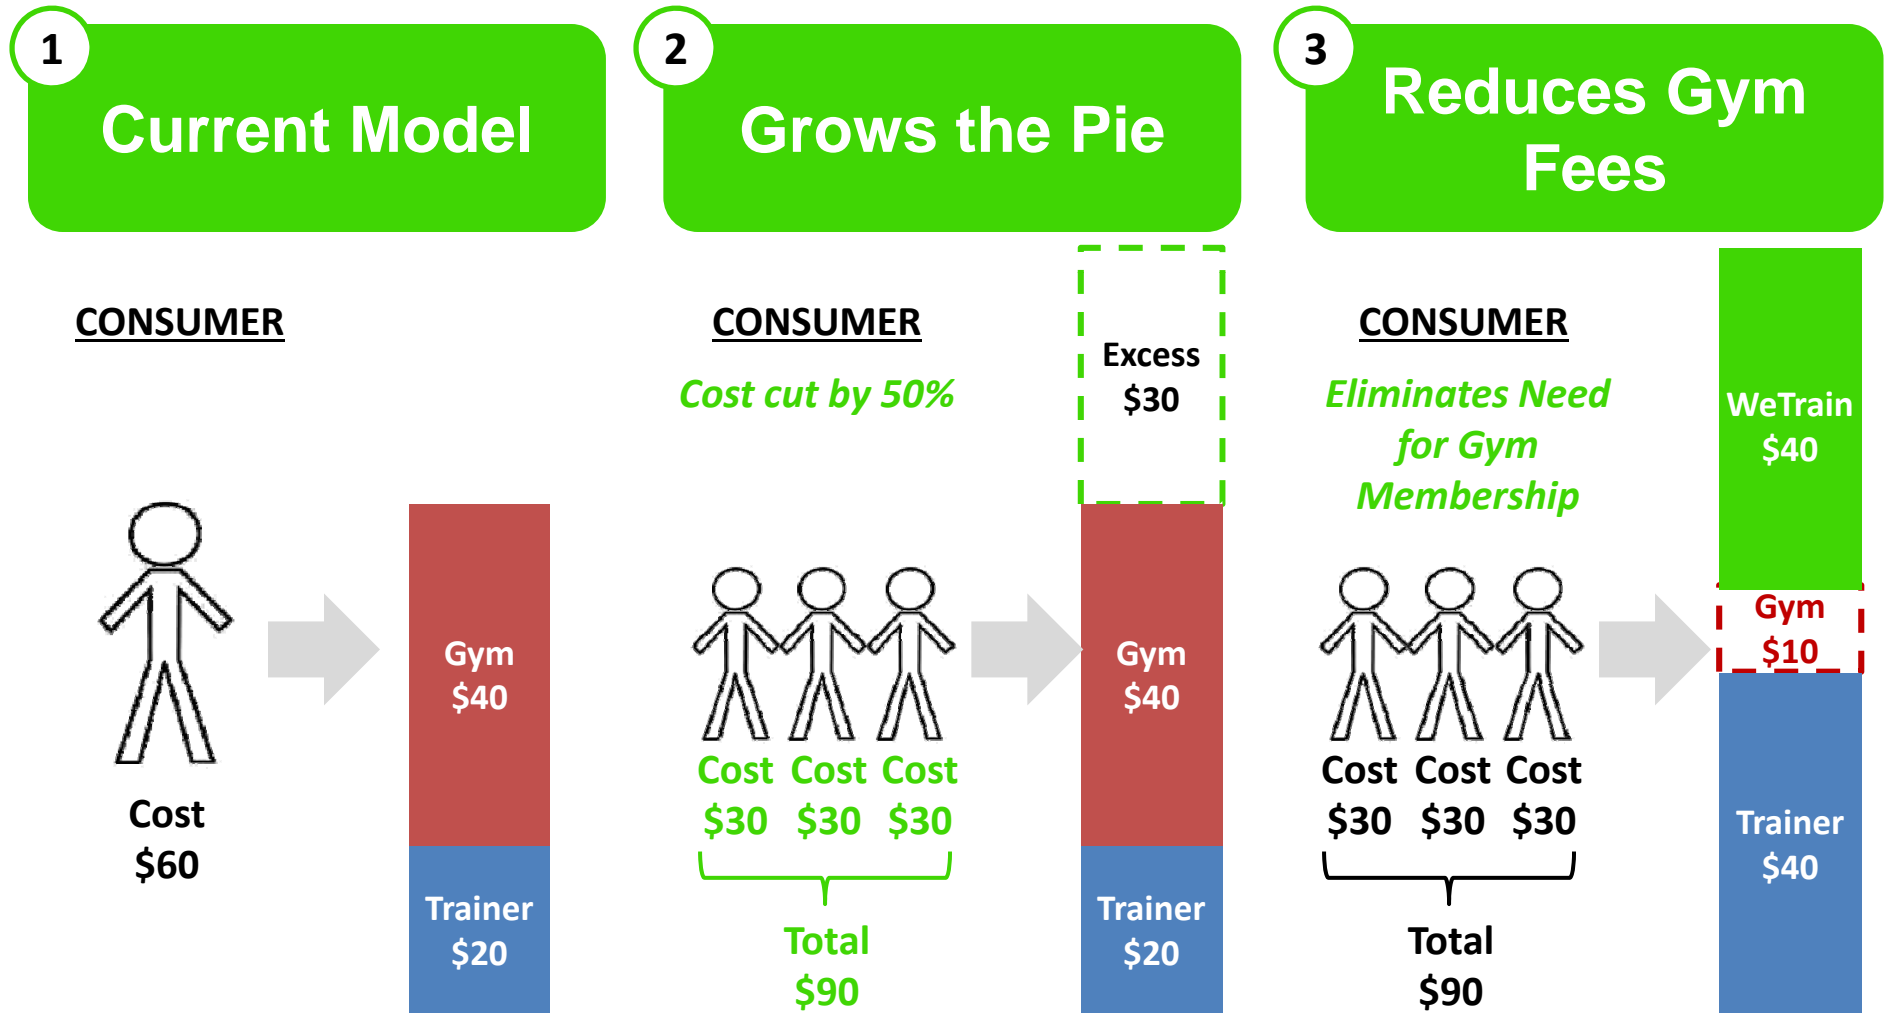 1
Current Model
CONSUMER
Cost
$60
Gym
$40
Trainer
$20
2
Grows the Pie
CONSUMER
Cost cut by 50%
Cost Cost Cost
$30 $30 $30
Total
$90
Excess
$30
Gym
$40
Trainer
$20
3
Reduces Gym
Fees
CONSUMER
Eliminates Need
for Gym
Membership
Cost Cost Cost
$30 $30 $30
Total
$90
WeTrain
$40
Gym
$10
Trainer
$40